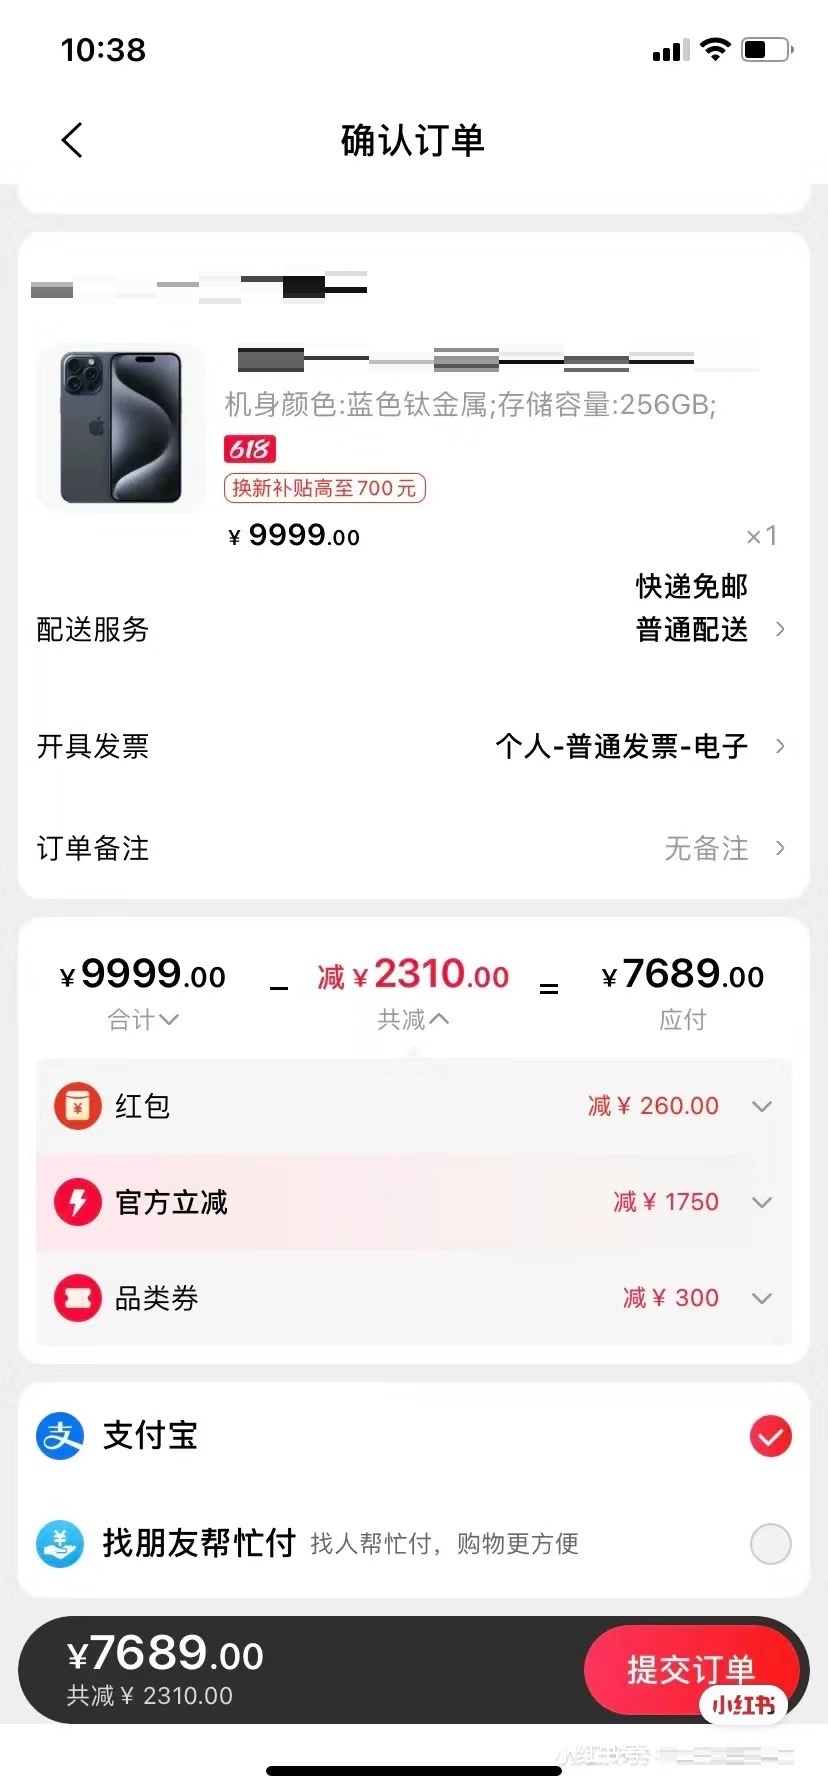 10:38
确认订单
机身颜色:蓝色钛金属;存储容量:256GB;
618
换新补贴高至700元
¥ 9999.00 ×1
快递免邮
配送服务 普通配送
开具发票 个人-普通发票-电子
订单备注 无备注
¥9999.00 - 减¥2310.00 = ¥7689.00
合计 共减 应付
红包 减¥ 260.00
官方立减 减¥ 1750
品类券 减¥ 300
支付宝
找朋友帮忙付 找人帮忙付，购物更方便
¥7689.00
共减¥ 2310.00
提交订单
小红书
小红书号: